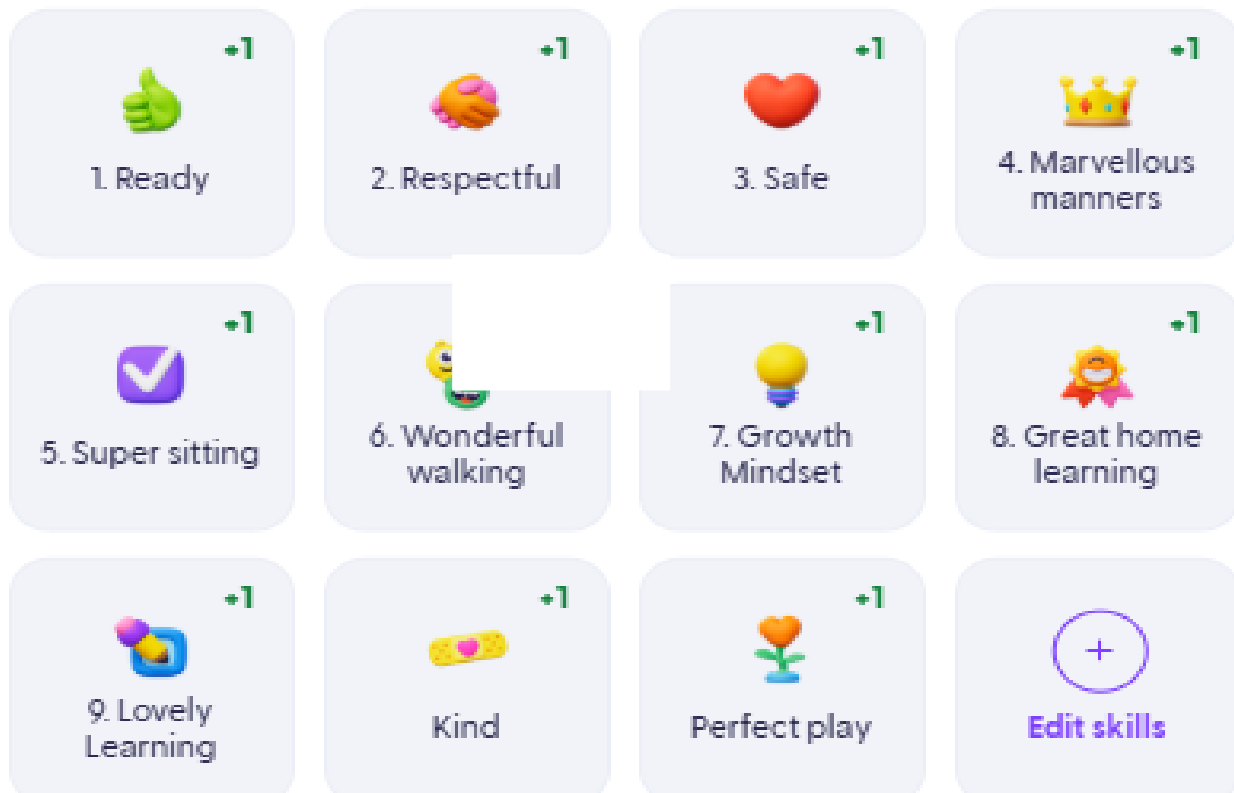 +1
+1
+1
+1
1. Ready
2. Respectful
3. Safe
4. Marvellous
manners
+1
+1
+1
5. Super sitting
6. Wonderful
walking
7. Growth
Mindset
8. Great home
learning
+1
+1
+1
9. Lovely
Learning
Kind
Perfect play
+
Edit skills